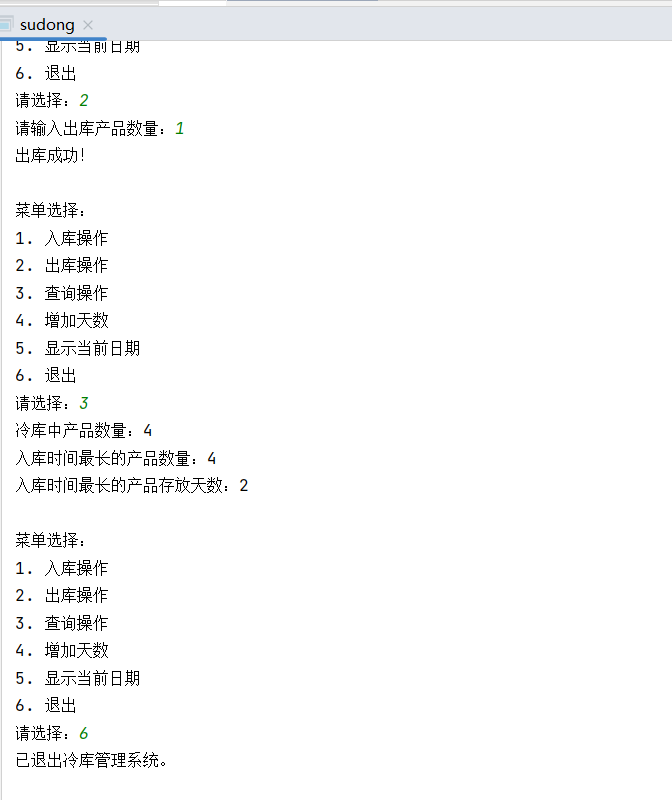 sudong
5. 显示当前日期
6. 退出
请选择：2
请输入出库产品数量：1
出库成功!
菜单选择：
1. 入库操作
2. 出库操作
3. 查询操作
4. 增加天数
5. 显示当前日期
6. 退出
请选择：3
冷库中产品数量：4
入库时间最长的产品数量：4
入库时间最长的产品存放天数：2
菜单选择：
1. 入库操作
2. 出库操作
3. 查询操作
4. 增加天数
5. 显示当前日期
6. 退出
请选择：6
已退出冷库管理系统。